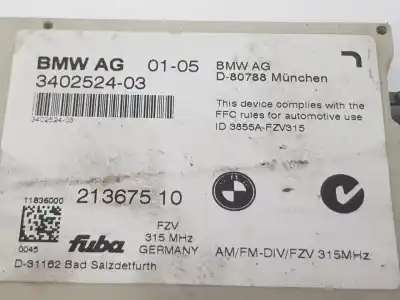 BMW AG 01-05
3402524-03
3402524-03
BMW AG
D-80788 München
This device complies with the
FFC rules for automotive use
ID 3855A-FZV315
11836000
213675 10
0045
fuba
FZV
315 MHz
GERMANY
D-31162 Bad Salzdetfurth
BMW
N
AM/FM-DIV/FZV 315MHz